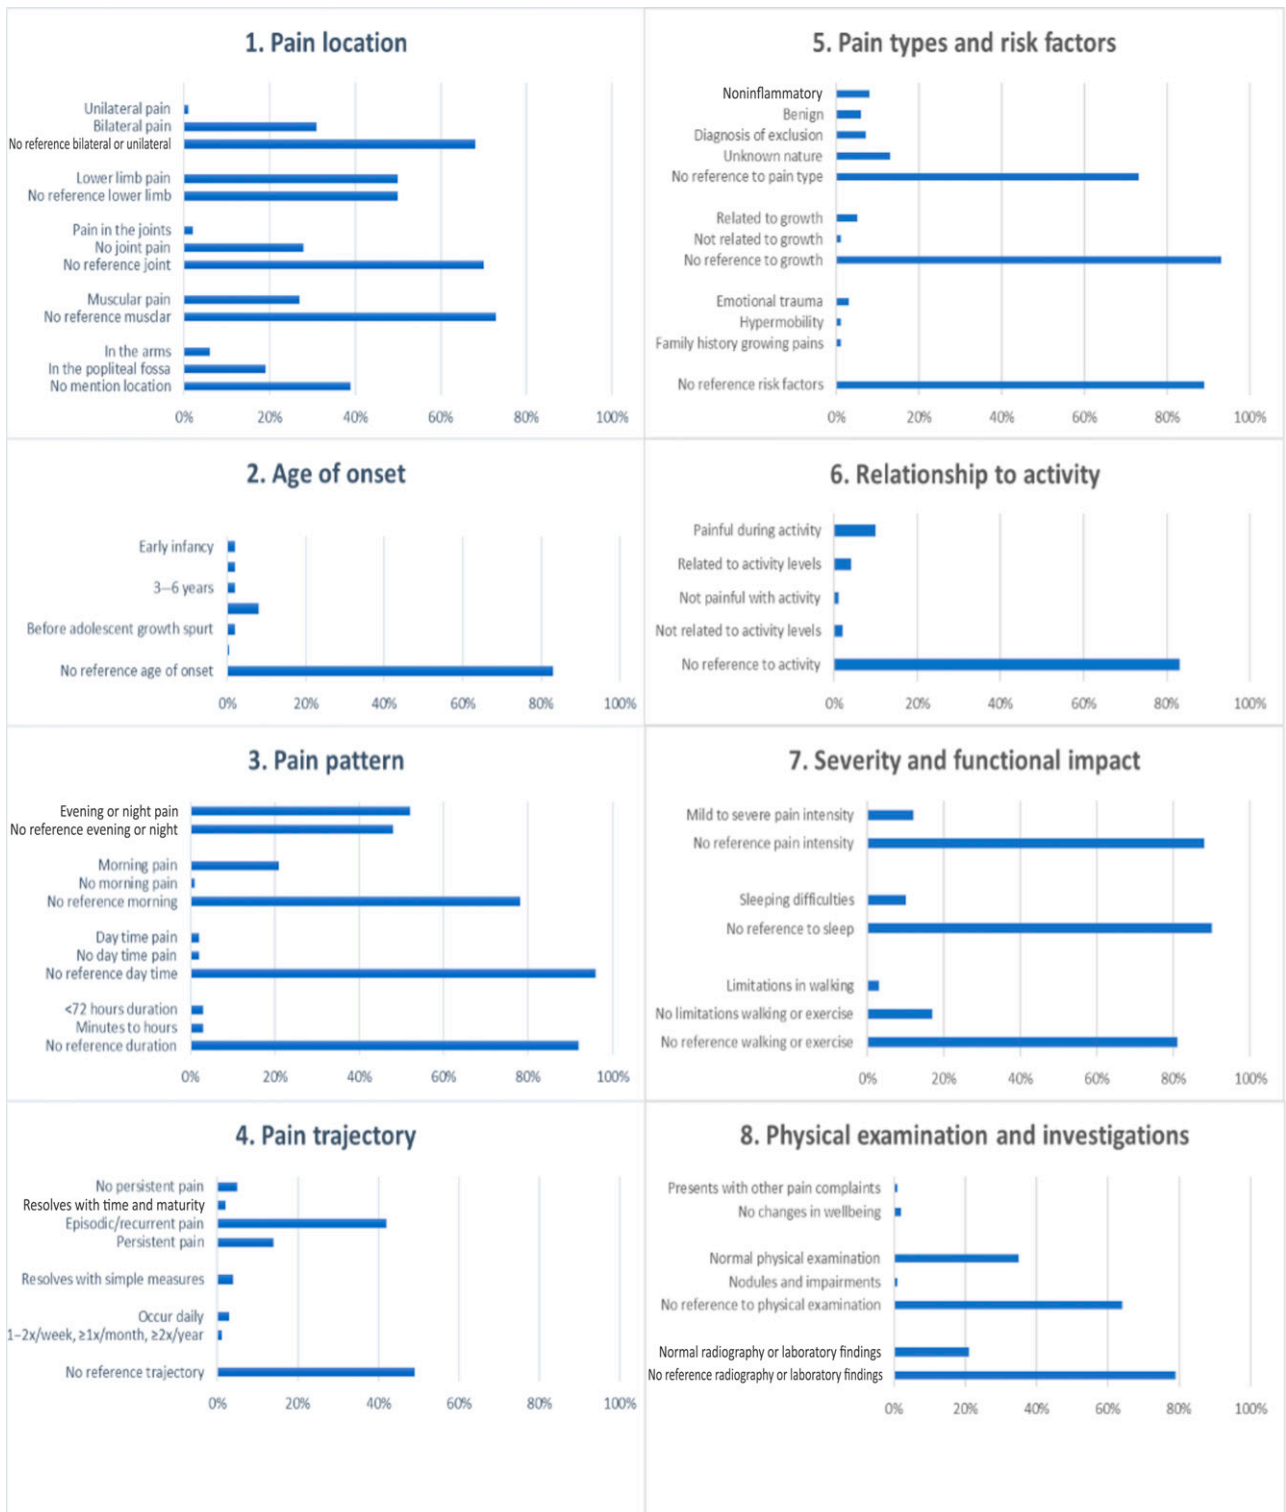 1. Pain location
Unilateral pain
Bilateral pain
No reference bilateral or unilateral
Lower limb pain
No reference lower limb
Pain in the joints
No joint pain
No reference joint
Muscular pain
No reference musclar
In the arms
In the popliteal fossa
No mention location
0% 20% 40% 60% 80% 100%
2. Age of onset
Early infancy
3–6 years
Before adolescent growth spurt
No reference age of onset
0% 20% 40% 60% 80% 100%
3. Pain pattern
Evening or night pain
No reference evening or night
Morning pain
No morning pain
No reference morning
Day time pain
No day time pain
No reference day time
<72 hours duration
Minutes to hours
No reference duration
0% 20% 40% 60% 80% 100%
4. Pain trajectory
No persistent pain
Resolves with time and maturity
Episodic/recurrent pain
Persistent pain
Resolves with simple measures
Occur daily
1–2x/week, ≥1x/month, ≥2x/year
No reference trajectory
0% 20% 40% 60% 80% 100%
5. Pain types and risk factors
Noninflammatory
Benign
Diagnosis of exclusion
Unknown nature
No reference to pain type
Related to growth
Not related to growth
No reference to growth
Emotional trauma
Hypermobility
Family history growing pains
No reference risk factors
0% 20% 40% 60% 80% 100%
6. Relationship to activity
Painful during activity
Related to activity levels
Not painful with activity
Not related to activity levels
No reference to activity
0% 20% 40% 60% 80% 100%
7. Severity and functional impact
Mild to severe pain intensity
No reference pain intensity
Sleeping difficulties
No reference to sleep
Limitations in walking
No limitations walking or exercise
No reference walking or exercise
0% 20% 40% 60% 80% 100%
8. Physical examination and investigations
Presents with other pain complaints
No changes in wellbeing
Normal physical examination
Nodules and impairments
No reference to physical examination
Normal radiography or laboratory findings
No reference radiography or laboratory findings
0% 20% 40% 60% 80% 100%